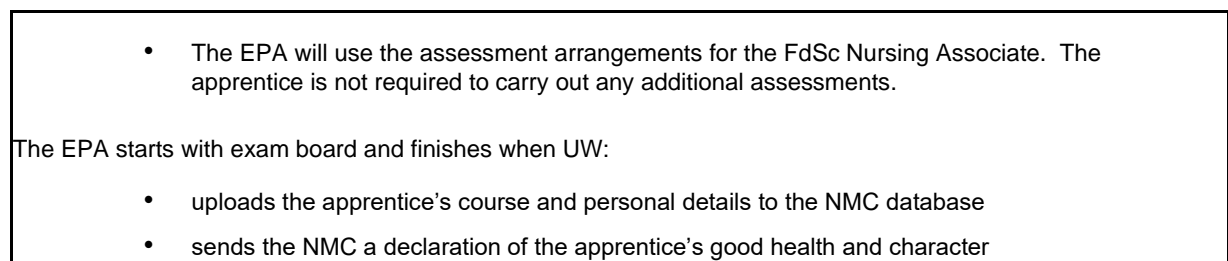 • The EPA will use the assessment arrangements for the FdSc Nursing Associate.  The
apprentice is not required to carry out any additional assessments.
The EPA starts with exam board and finishes when UW:
• uploads the apprentice’s course and personal details to the NMC database
• sends the NMC a declaration of the apprentice’s good health and character